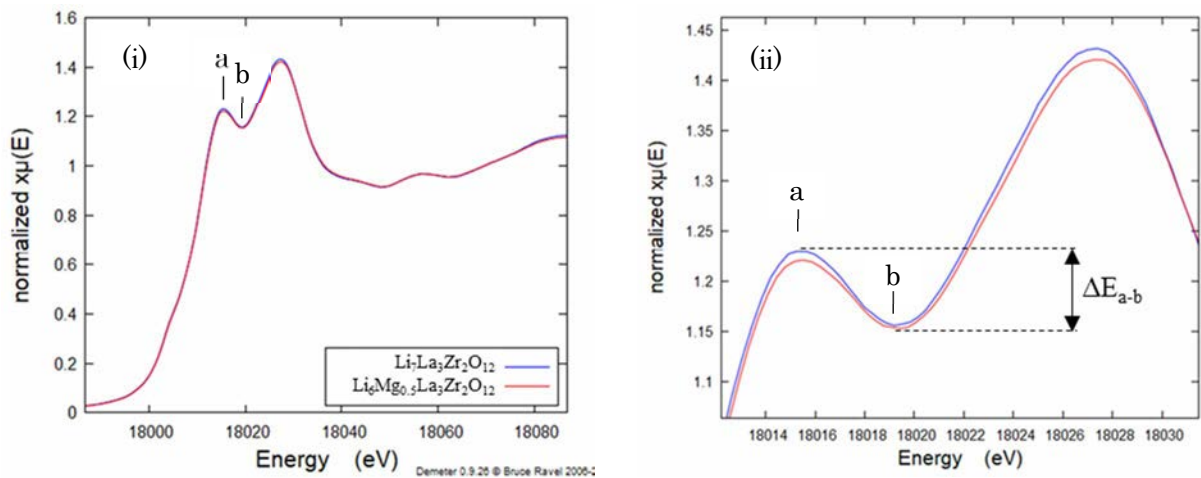 (i)
a
b
1.6
1.4
1.2
1
0.8
0.6
0.4
0.2
0
normalized xμ(E)
Li₇La₃Zr₂O₁₂
Li₆Mg₀.₅La₃Zr₂O₁₂
18000 18020 18040 18060 18080
Energy (eV)
Demeter 0.9.26 © Bruce Ravel 2006-2
(ii)
a
b
ΔEa-b
1.45
1.4
1.35
1.3
1.25
1.2
1.15
1.1
normalized xμ(E)
18014 18016 18018 18020 18022 18024 18026 18028 18030
Energy (eV)